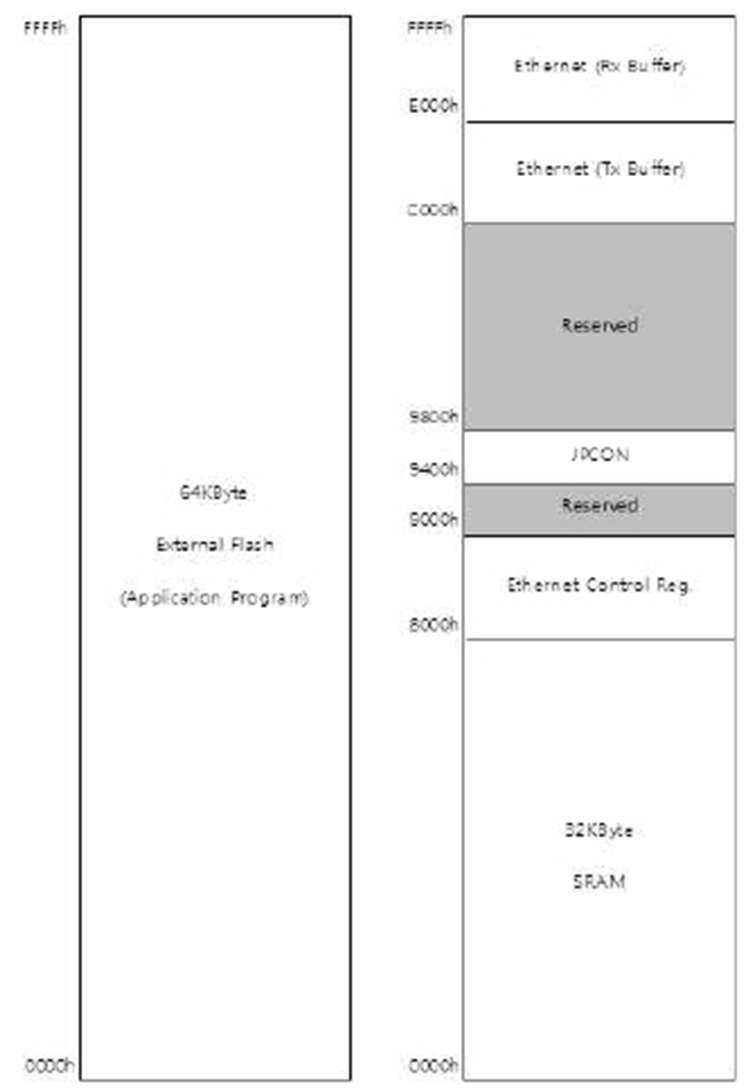 FFFFh
64KByte
External Flash
(Application Program)
0000h
FFFFh
Ethernet (Rx Buffer)
E000h
Ethernet (Tx Buffer)
C000h
Reserved
9800h
JPCON
9400h
Reserved
9000h
Ethernet Control Reg.
8000h
32KByte
SRAM
0000h